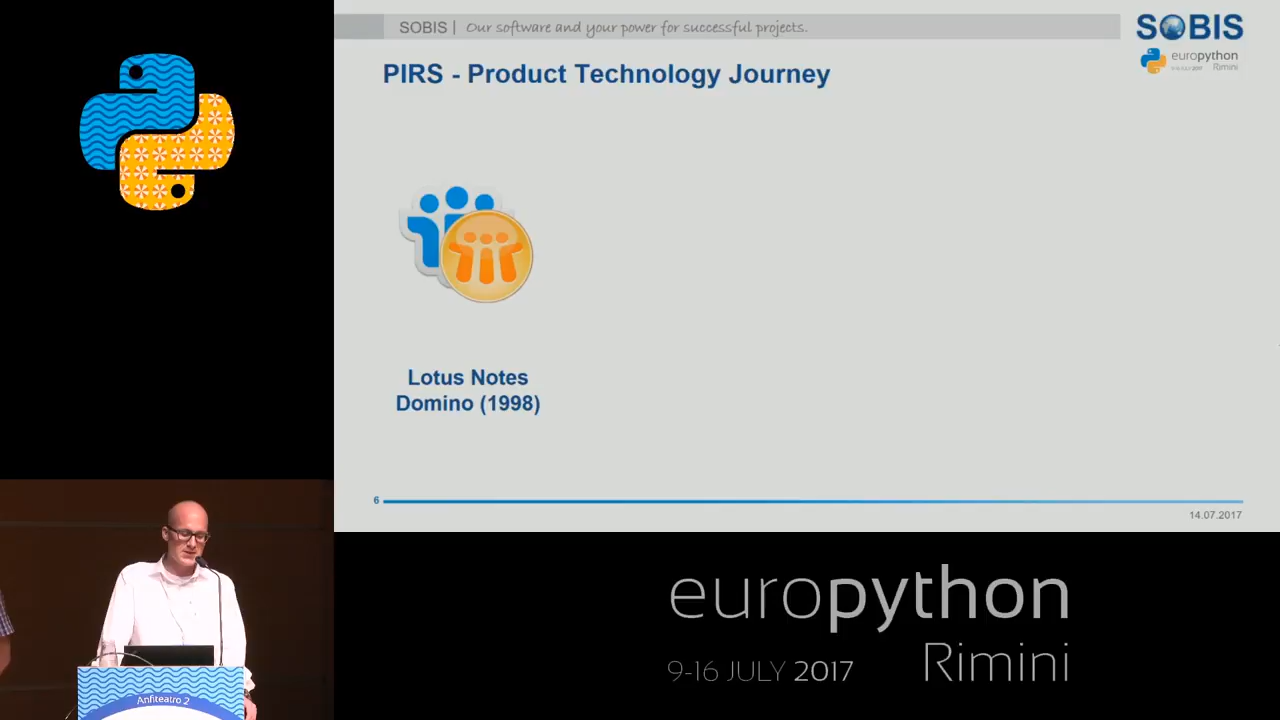 SOBIS | Our software and your power for successful projects.
SOBIS
europython
Rimini
PIRS - Product Technology Journey
Lotus Notes
Domino (1998)
6
14.07.2017
europython
Rimini
9-16 JULY 2017
Anfiteatro 2